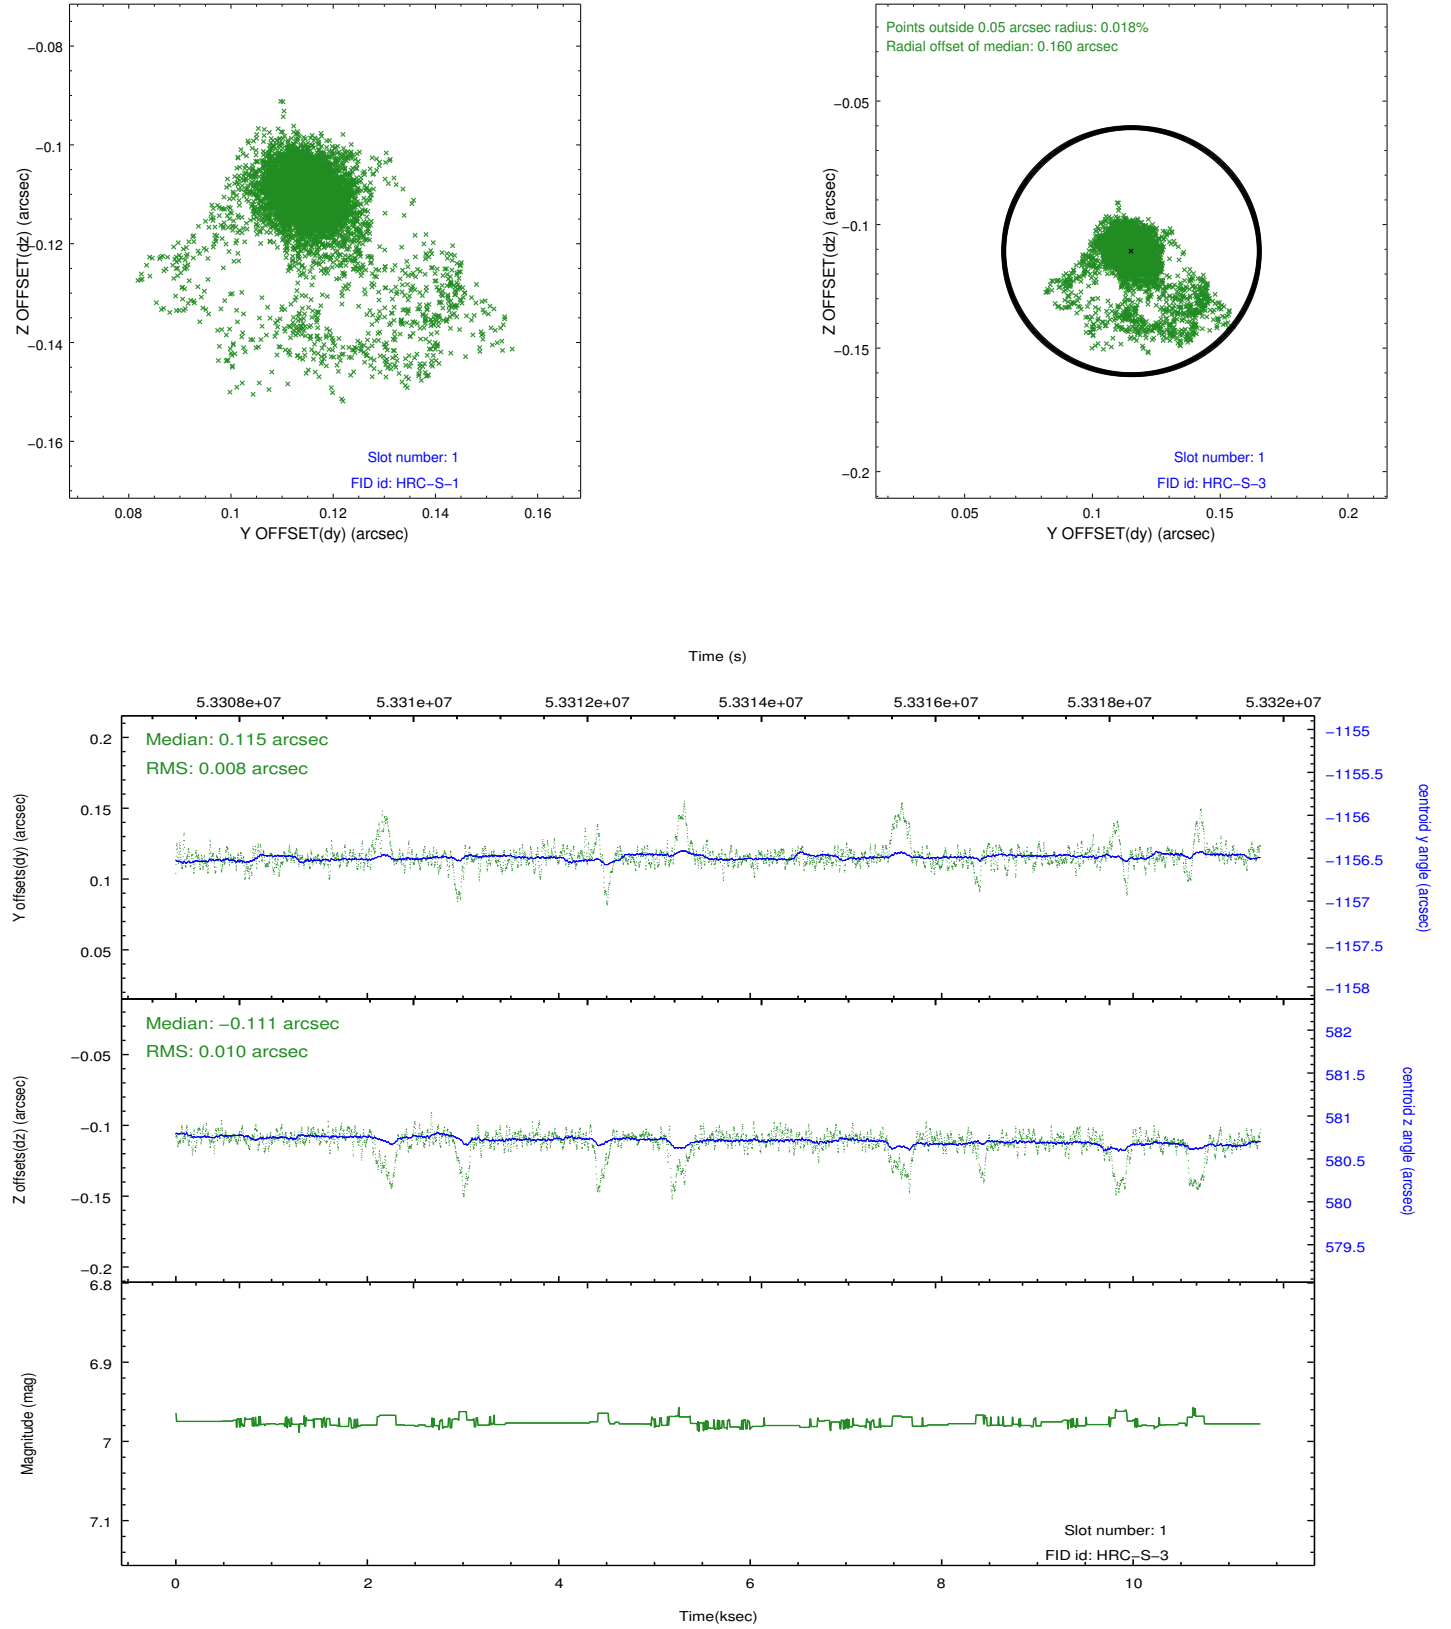 −0.08
−0.1
−0.12
−0.14
−0.16
Z OFFSET(dz) (arcsec)
Slot number: 1
FID id: HRC−S−1
0.08
0.1
0.12
0.14
0.16
Y OFFSET(dy) (arcsec)
Points outside 0.05 arcsec radius: 0.018%
Radial offset of median: 0.160 arcsec
−0.05
−0.1
−0.15
−0.2
Z OFFSET(dz) (arcsec)
Slot number: 1
FID id: HRC−S−3
0.05
0.1
0.15
0.2
Y OFFSET(dy) (arcsec)
Time (s)
5.3308e+07
5.331e+07
5.3312e+07
5.3314e+07
5.3316e+07
5.3318e+07
5.332e+07
Median: 0.115 arcsec
RMS: 0.008 arcsec
0.2
0.15
0.1
0.05
Y offsets(dy) (arcsec)
−1155
−1155.5
−1156
−1156.5
−1157
−1157.5
−1158
centroid y angle (arcsec)
Median: −0.111 arcsec
RMS: 0.010 arcsec
−0.05
−0.1
−0.15
−0.2
Z offsets(dz) (arcsec)
582
581.5
581
580.5
580
579.5
centroid z angle (arcsec)
6.8
6.9
7
7.1
Magnitude (mag)
Slot number: 1
FID id: HRC−S−3
0
2
4
6
8
10
Time(ksec)